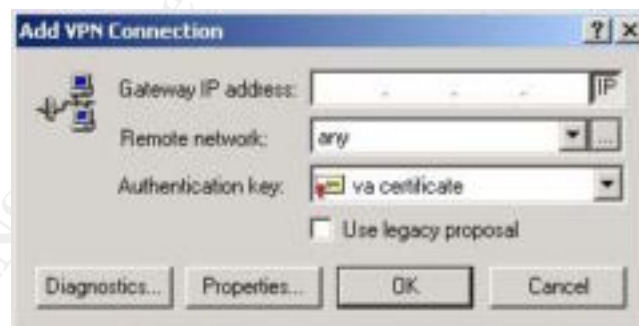 Add VPN Connection
Gateway IP address: . . . IP
Remote network: any ...
Authentication key: va certificate
Use legacy proposal
Diagnostics... Properties... OK Cancel